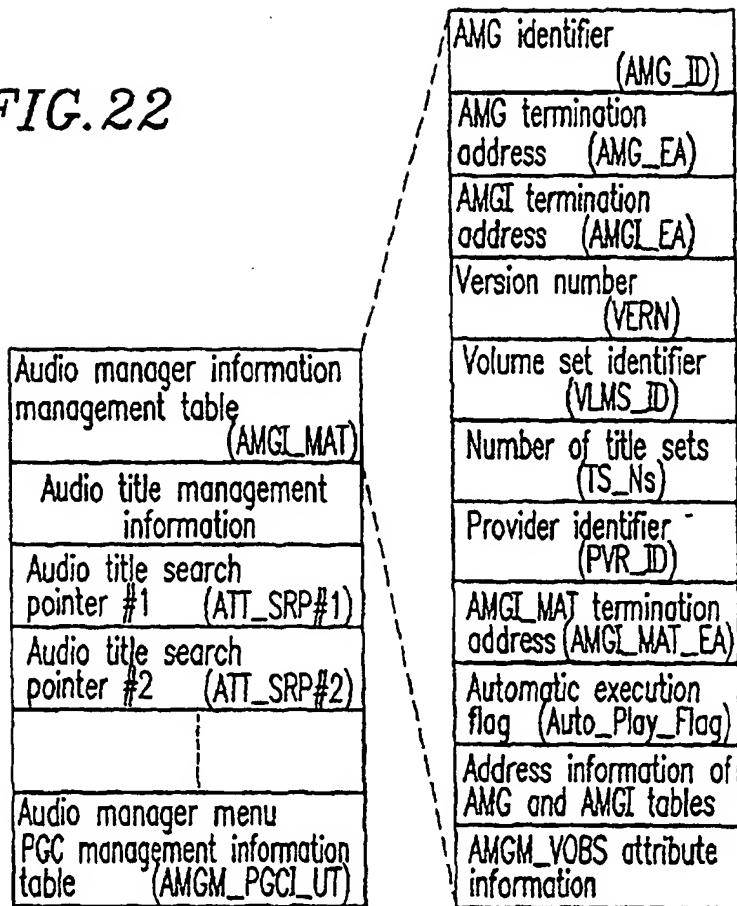 FIG.22
Audio manager information
management table
(AMGI_MAT)
Audio title management
information
Audio title search
pointer #1 (ATT_SRP#1)
Audio title search
pointer #2 (ATT_SRP#2)
Audio manager menu
PGC management information
table (AMGM_PGCI_UT)
AMG identifier
(AMG_ID)
AMG termination
address (AMG_EA)
AMGI termination
address (AMGI_EA)
Version number
(VERN)
Volume set identifier
(VLMS_ID)
Number of title sets
(TS_Ns)
Provider identifier
(PVR_ID)
AMGI_MAT termination
address (AMGI_MAT_EA)
Automatic execution
flag (Auto_Play_Flag)
Address information of
AMG and AMGI tables
AMGM_VOBS attribute
information